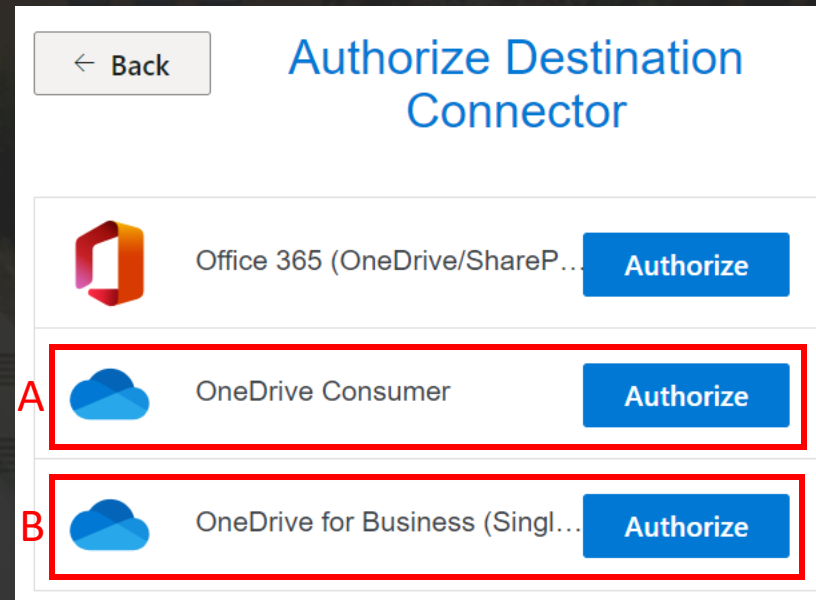 ← Back
Authorize Destination
Connector
Office 365 (OneDrive/ShareP...
Authorize
A
OneDrive Consumer
Authorize
B
OneDrive for Business (Singl...
Authorize